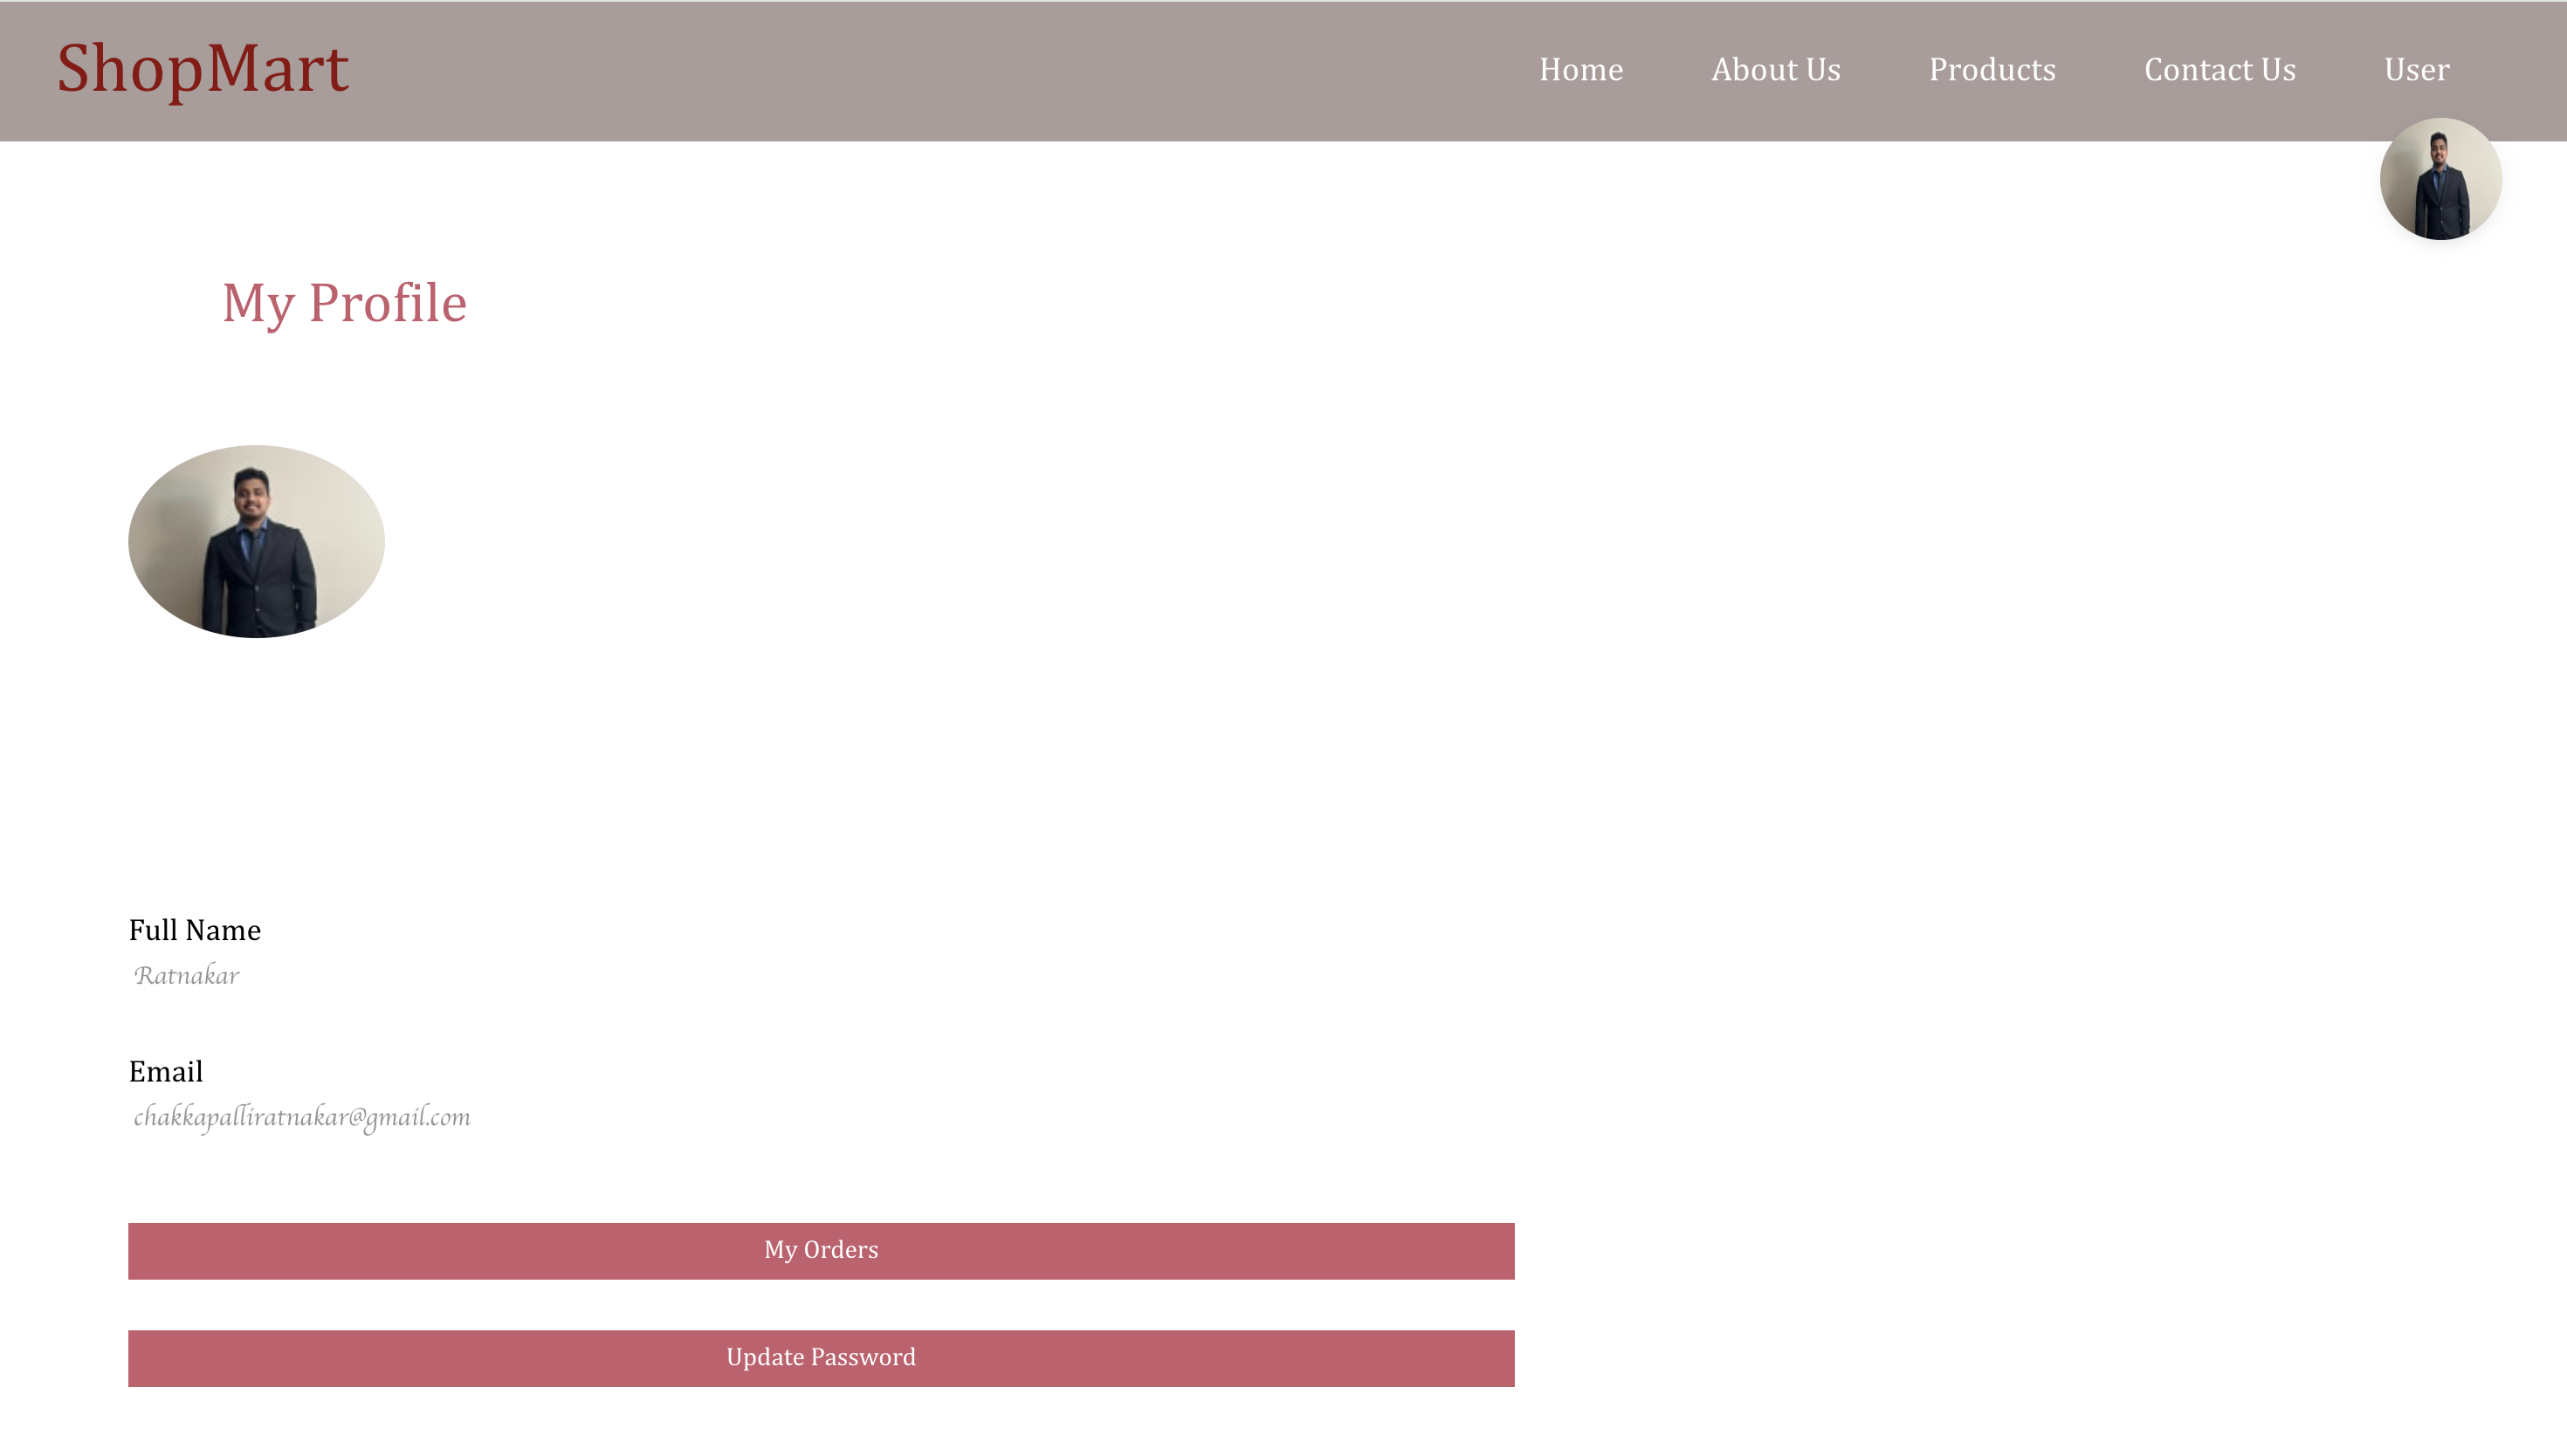 ShopMart
Home About Us Products Contact Us User
My Profile
Full Name
Ratnakar
Email
chakkapalliratnakar@gmail.com
My Orders
Update Password